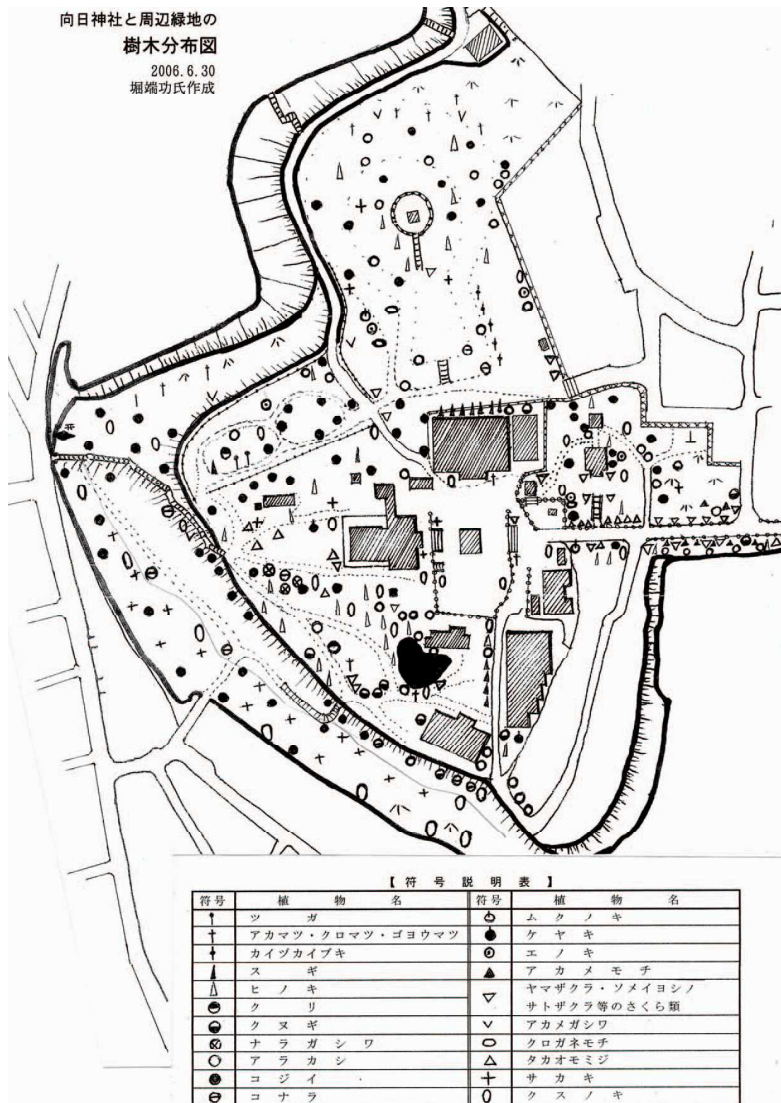 向日神社と周辺緑地の
樹木分布図
2006.6.30
堀端功氏作成
【符号説明表】
符号 植物名 符号 植物名
ツガ ムクノキ
アカマツ・クロマツ・ゴヨウマツ ケヤキ
カイヅカイブキ エノキ
スギ アカメモチ
ヒノキ ヤマザクラ・ソメイヨシノ
クリ サトザクラ等のさくら類
クヌギ アカメガシワ
ナラガシワ クロガネモチ
アラカシ タカオモミジ
コジイ サカキ
コナラ クスノキ